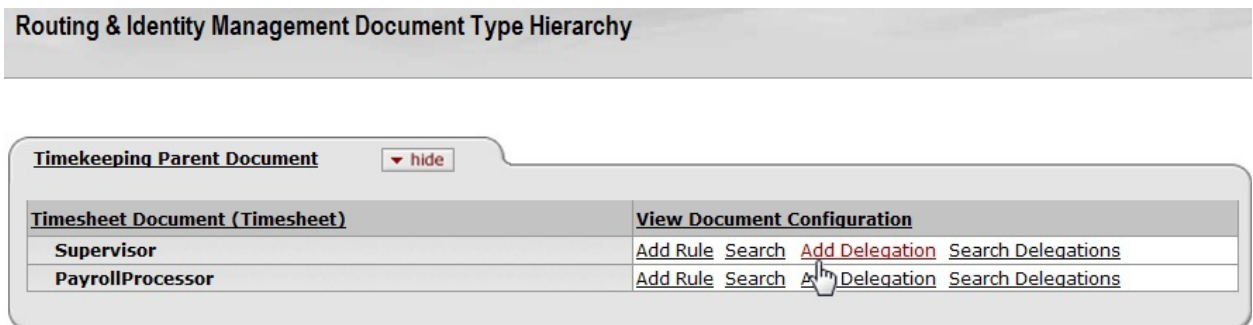 Routing & Identity Management Document Type Hierarchy
Timekeeping Parent Document hide
Timesheet Document (Timesheet) View Document Configuration
Supervisor Add Rule Search Add Delegation Search Delegations
PayrollProcessor Add Rule Search Delegation Search Delegations